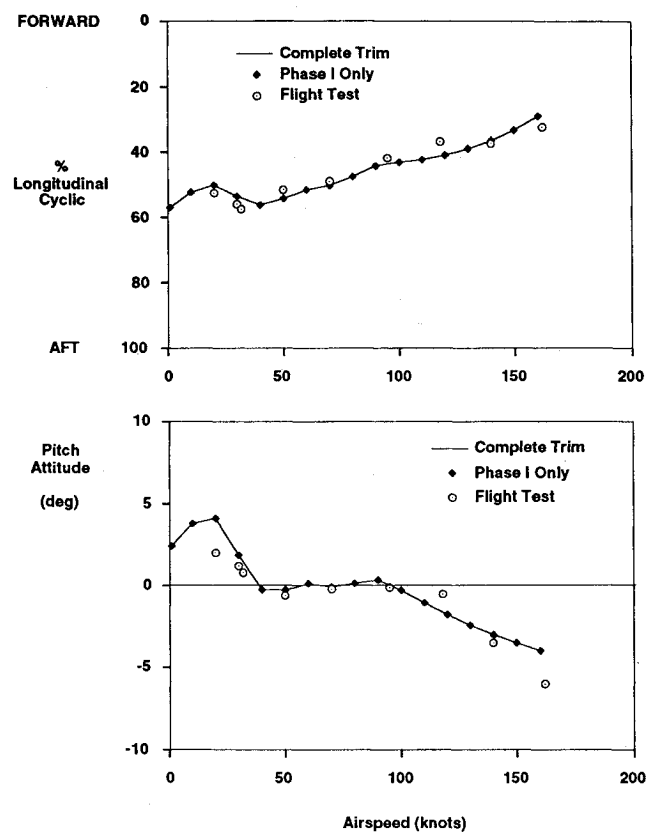 FORWARD
0
Complete Trim
Phase I Only
Flight Test
20
40
%
Longitudinal
Cyclic
60
80
AFT
100
0
50
100
150
200
10
Pitch
Attitude
(deg)
Complete Trim
Phase I Only
Flight Test
5
0
-5
-10
0
50
100
150
200
Airspeed (knots)